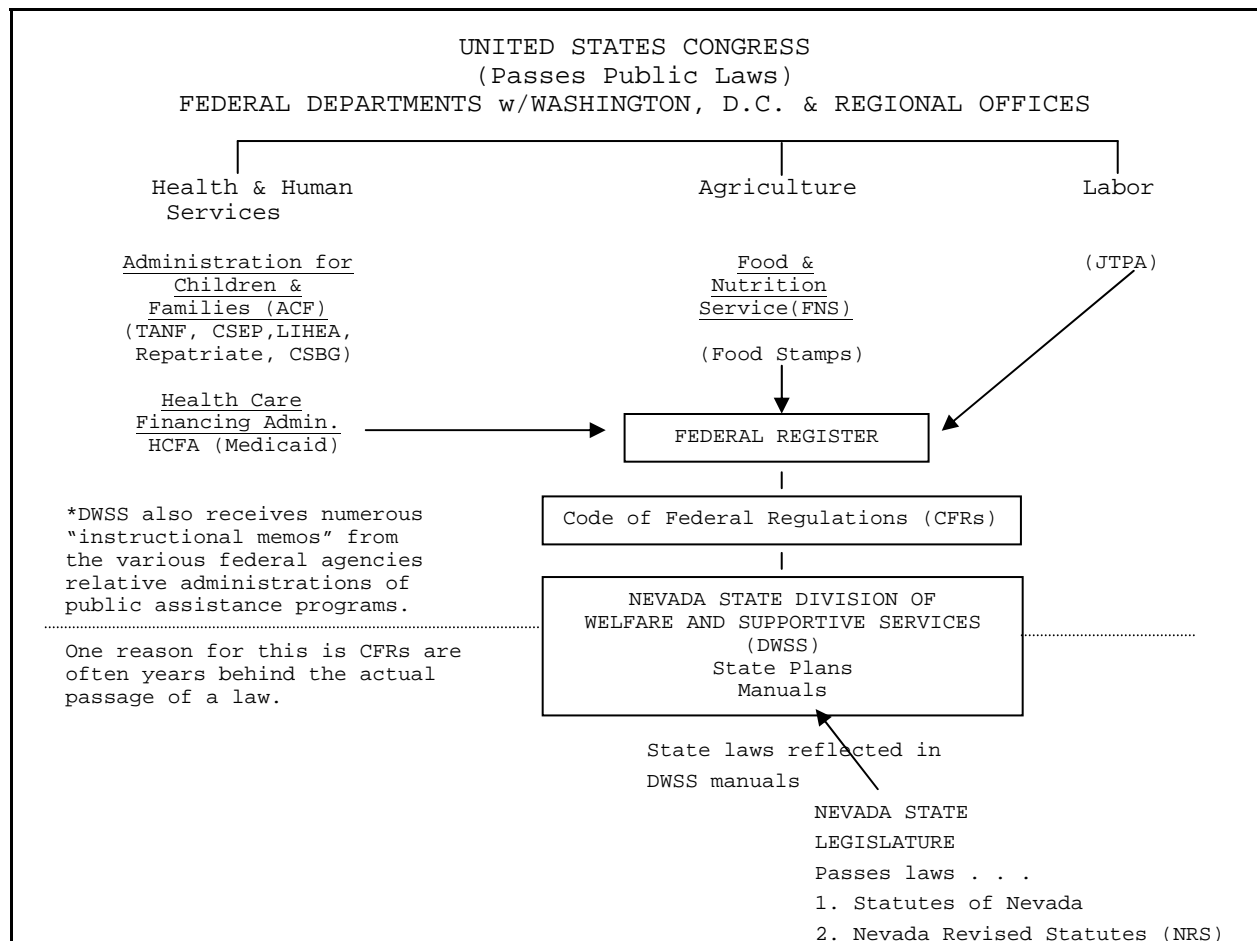 UNITED STATES CONGRESS
(Passes Public Laws)
FEDERAL DEPARTMENTS w/WASHINGTON, D.C. & REGIONAL OFFICES
Health & Human
Services
Administration for
Children &
Families (ACF)
(TANF, CSEP,LIHEA,
Repatriate, CSBG)
Health Care
Financing Admin.
HCFA (Medicaid)
Agriculture
Food &
Nutrition
Service(FNS)
(Food Stamps)
Labor
(JTPA)
FEDERAL REGISTER
Code of Federal Regulations (CFRs)
*DWSS also receives numerous
“instructional memos” from
the various federal agencies
relative administrations of
public assistance programs.
One reason for this is CFRs are
often years behind the actual
passage of a law.
NEVADA STATE DIVISION OF
WELFARE AND SUPPORTIVE SERVICES
(DWSS)
State Plans
Manuals
State laws reflected in
DWSS manuals
NEVADA STATE
LEGISLATURE
Passes laws . . .
1. Statutes of Nevada
2. Nevada Revised Statutes (NRS)